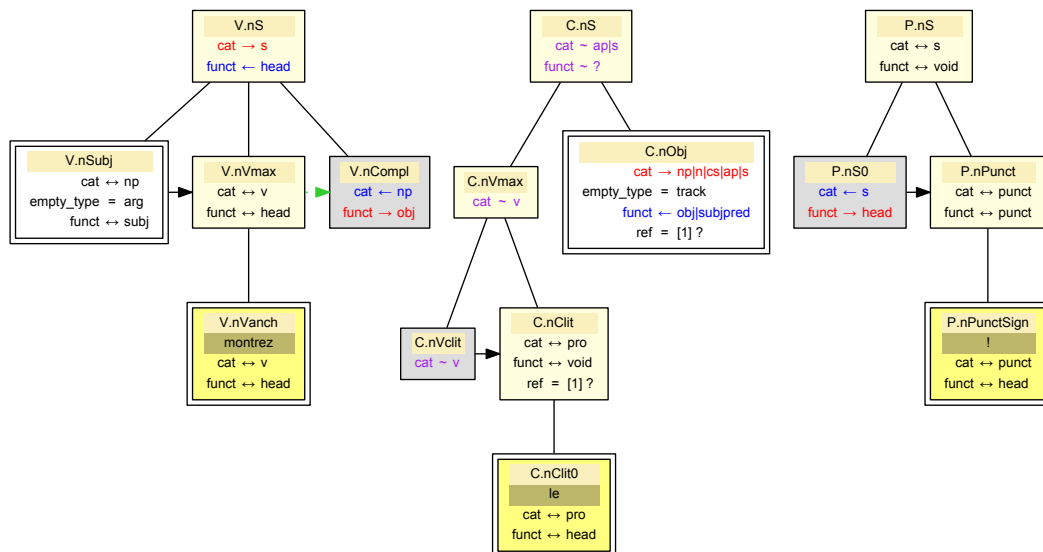 V.nS
cat → s
funct ← head
C.nS
cat ~ ap|s
funct ~ ?
P.nS
cat ↔ s
funct ↔ void
V.nSubj
cat ↔ np
empty_type = arg
funct ↔ subj
V.nVmax
cat ↔ v
funct ↔ head
V.nCompl
cat ← np
funct → obj
C.nVmax
cat ~ v
C.nObj
cat → np|n|cs|ap|s
empty_type = track
funct ← obj|subjpred
ref = [1] ?
P.nS0
cat ← s
funct → head
P.nPunct
cat ↔ punct
funct ↔ punct
V.nVanch
montrez
cat ↔ v
funct ↔ head
C.nVclit
cat ~ v
C.nClit
cat ↔ pro
funct ↔ void
ref = [1] ?
P.nPunctSign
!
cat ↔ punct
funct ↔ head
C.nClit0
le
cat ↔ pro
funct ↔ head